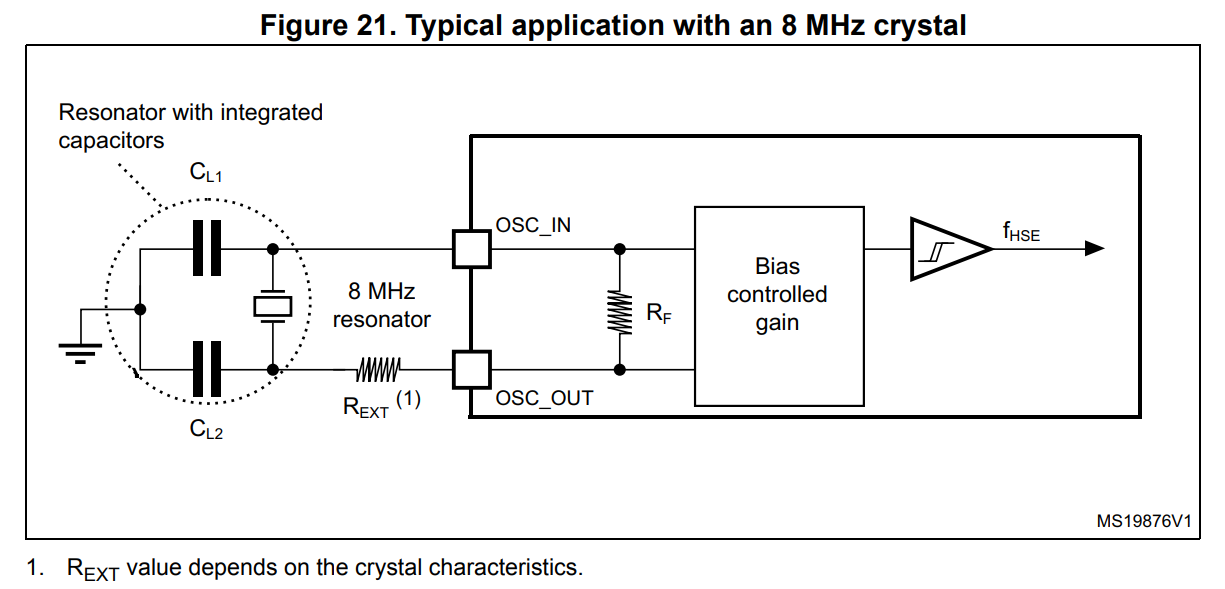 Figure 21. Typical application with an 8 MHz crystal
Resonator with integrated
capacitors
CL1
OSC_IN
fHSE
Bias
controlled
gain
8 MHz
resonator
RF
REXT (1)
OSC_OUT
CL2
MS19876V1
1. REXT value depends on the crystal characteristics.